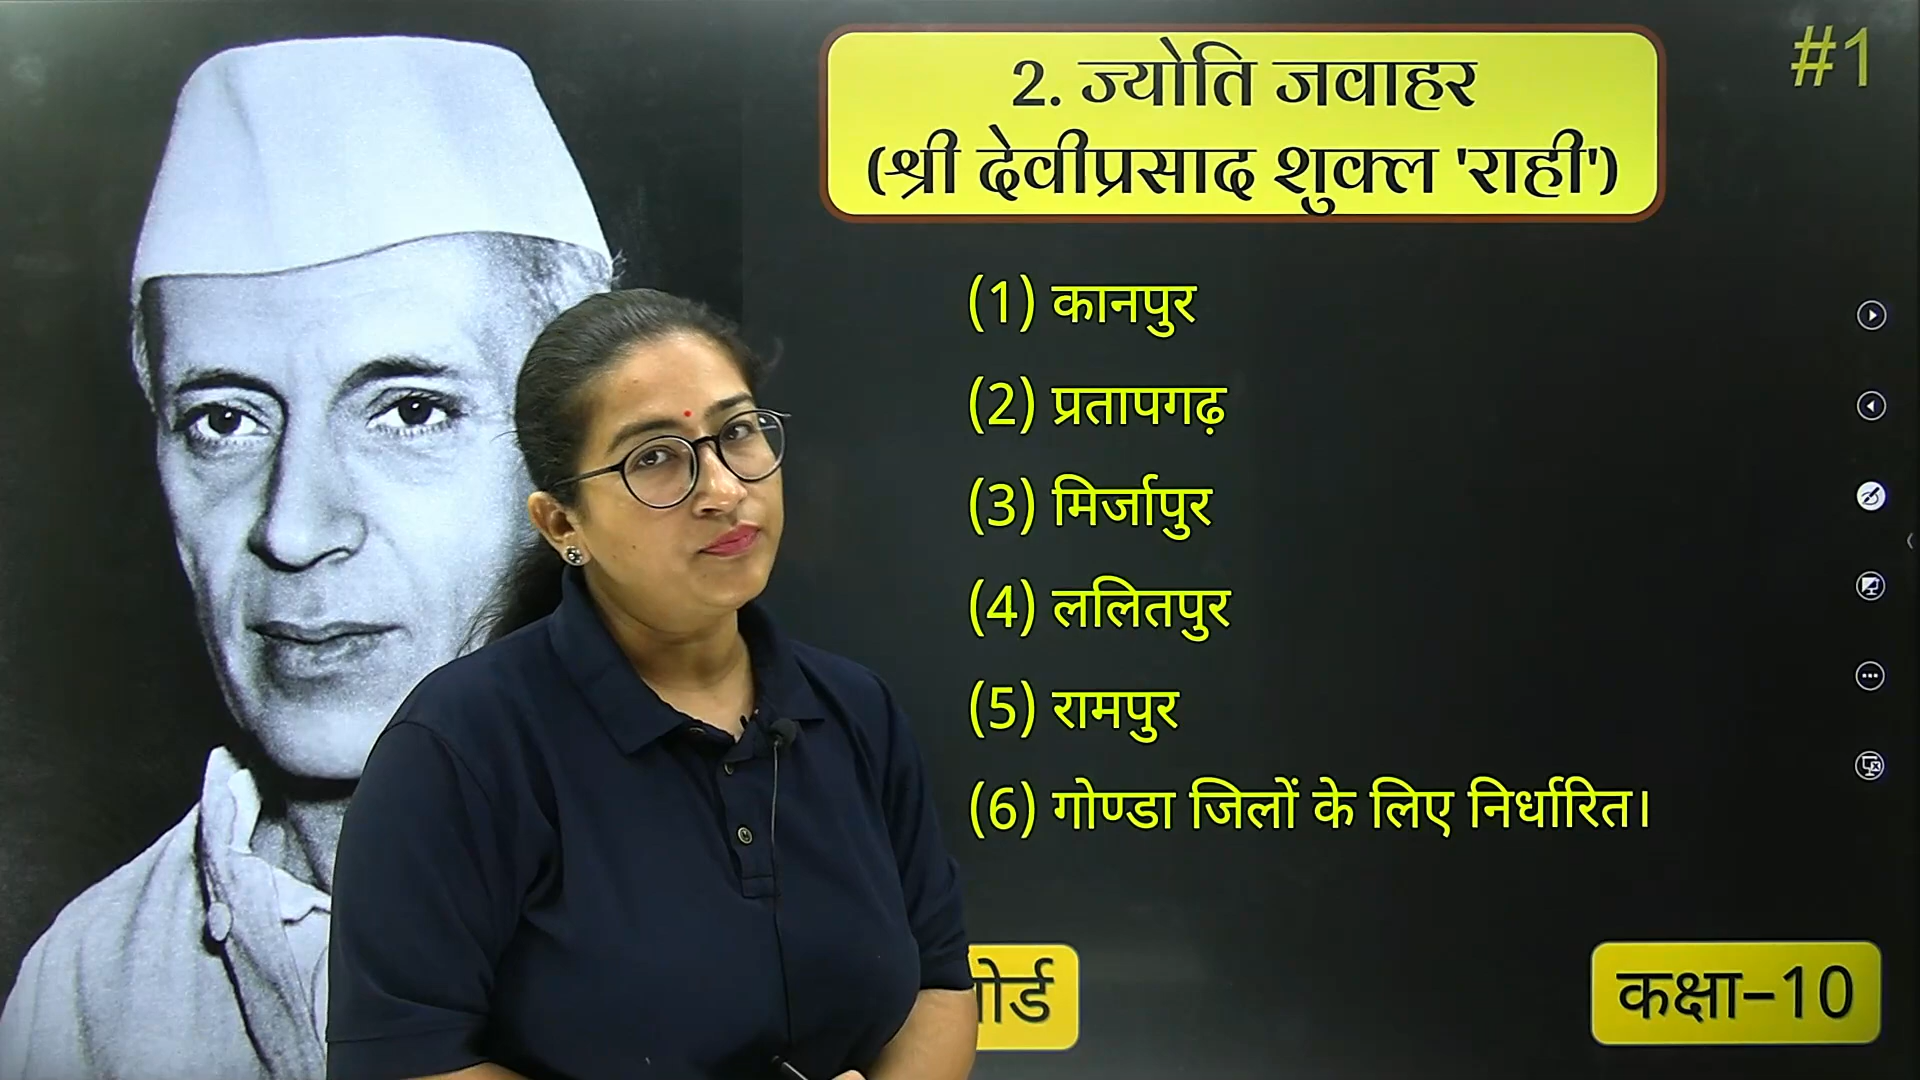 #1
2. ज्योति जवाहर
(श्री देवीप्रसाद शुक्ल 'राही')
(1) कानपुर
(2) प्रतापगढ़
(3) मिर्जापुर
(4) ललितपुर
(5) रामपुर
(6) गोण्डा जिलों के लिए निर्धारित।
कक्षा–10